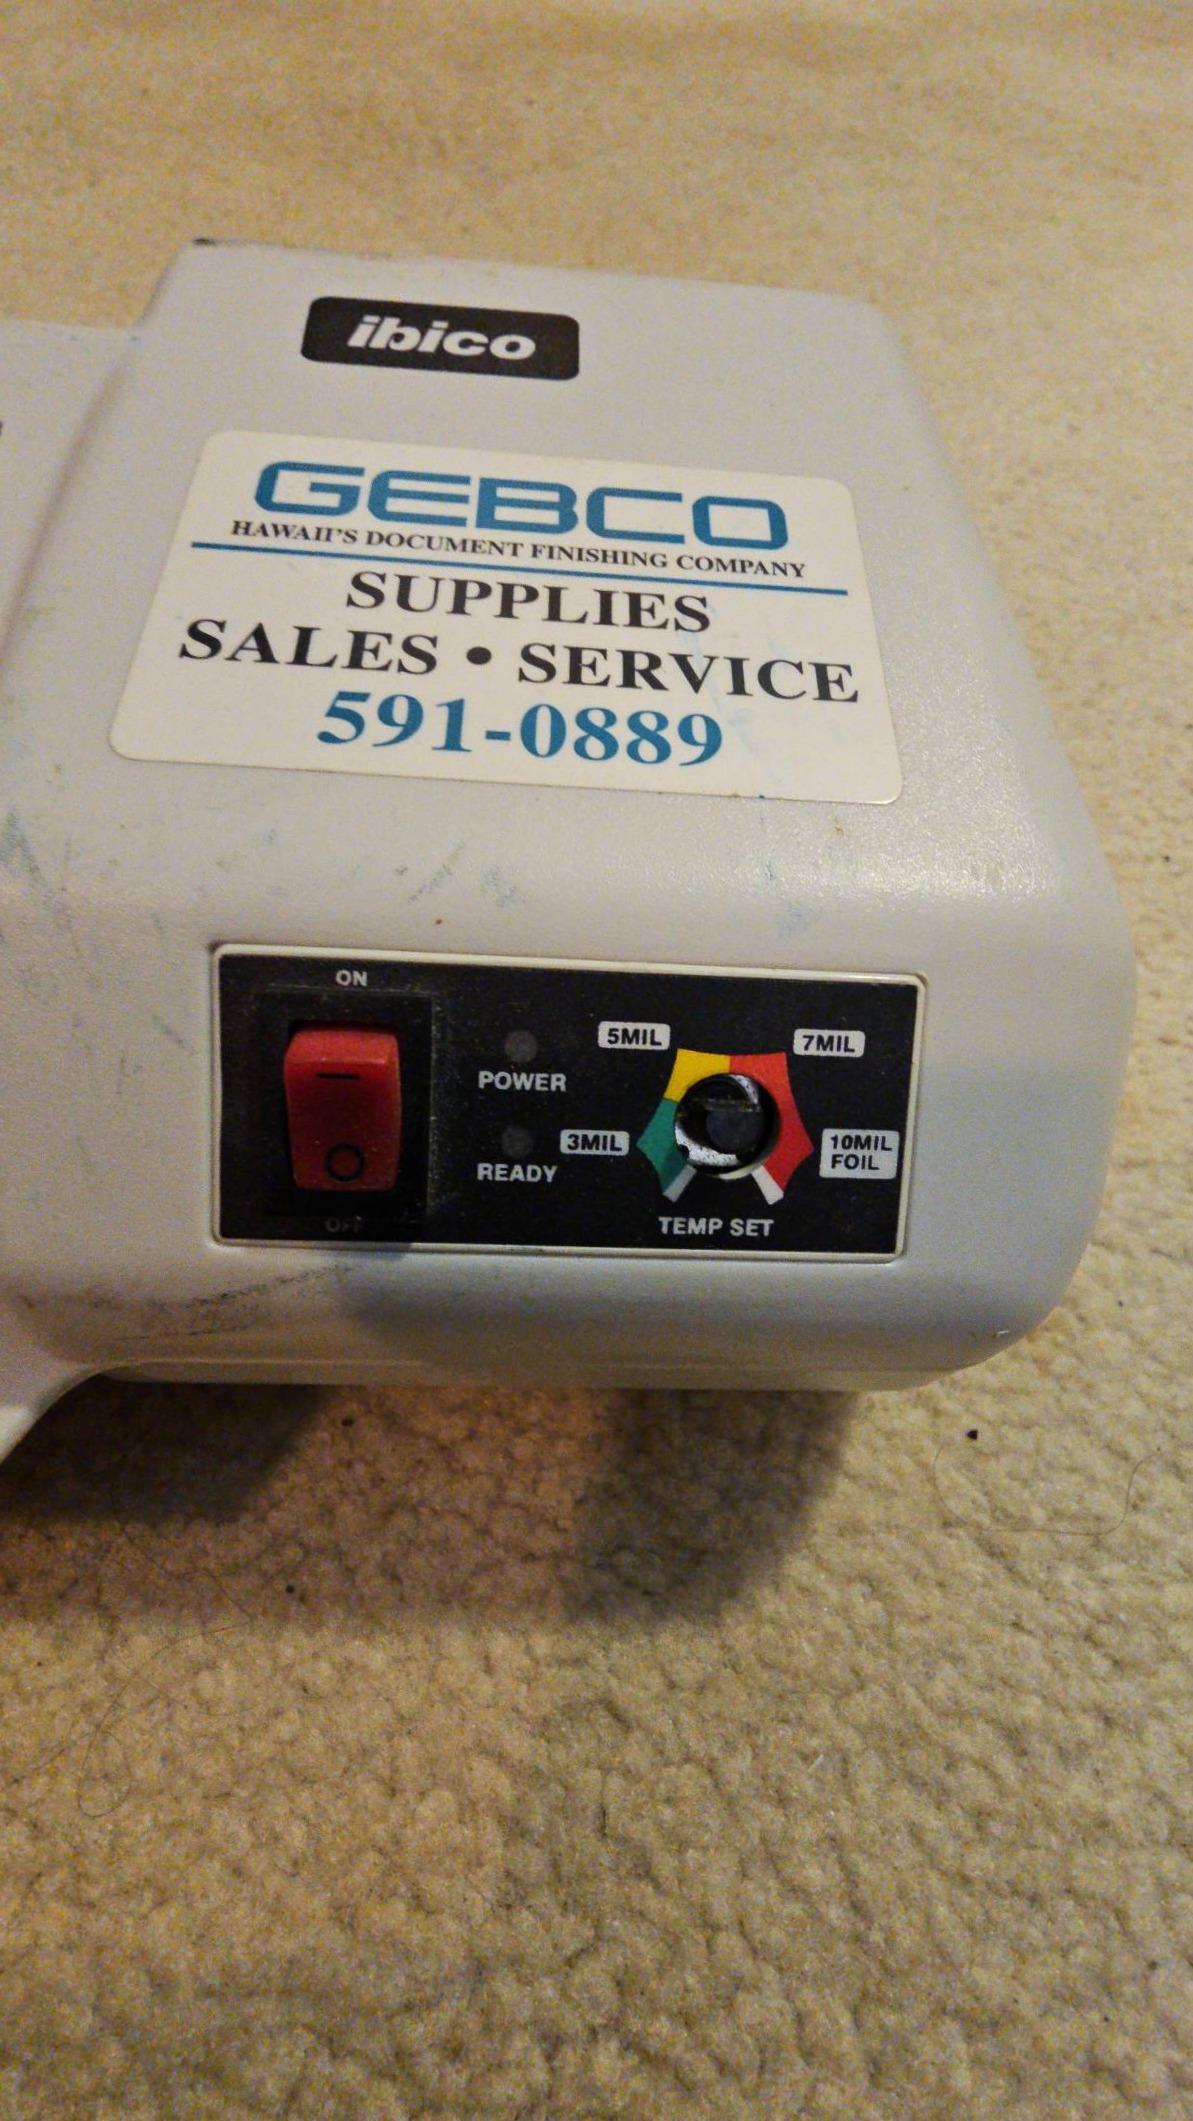 ibico
GEBCO
HAWAII'S DOCUMENT FINISHING COMPANY
SUPPLIES
SALES • SERVICE
591-0889
ON
5MIL
7MIL
POWER
3MIL
10MIL
FOIL
READY
OFF
TEMP SET